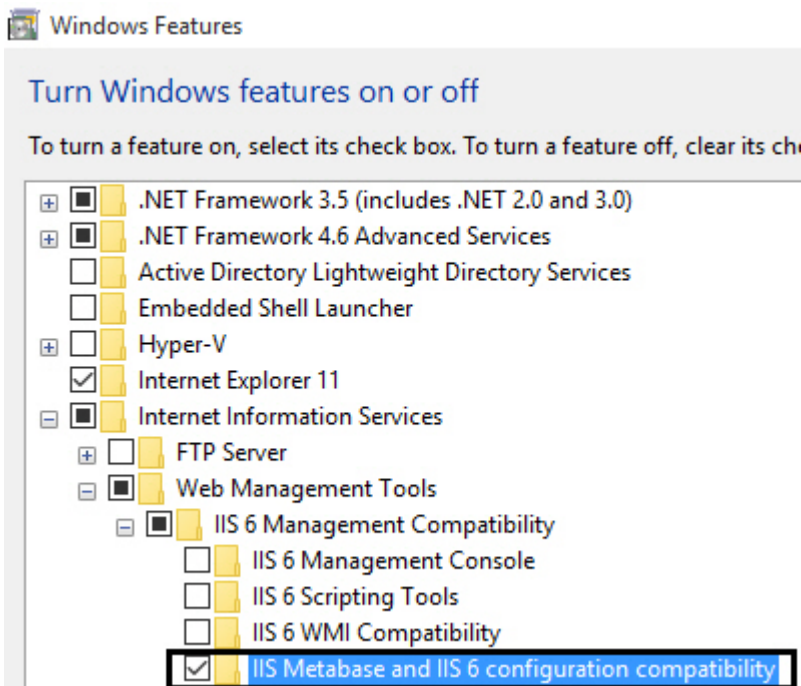 Windows Features
Turn Windows features on or off
To turn a feature on, select its check box. To turn a feature off, clear its
.NET Framework 3.5 (includes .NET 2.0 and 3.0)
.NET Framework 4.6 Advanced Services
Active Directory Lightweight Directory Services
Embedded Shell Launcher
Hyper-V
Internet Explorer 11
Internet Information Services
FTP Server
Web Management Tools
IIS 6 Management Compatibility
IIS 6 Management Console
IIS 6 Scripting Tools
IIS 6 WMI Compatibility
IIS Metabase and IIS 6 configuration compatibility